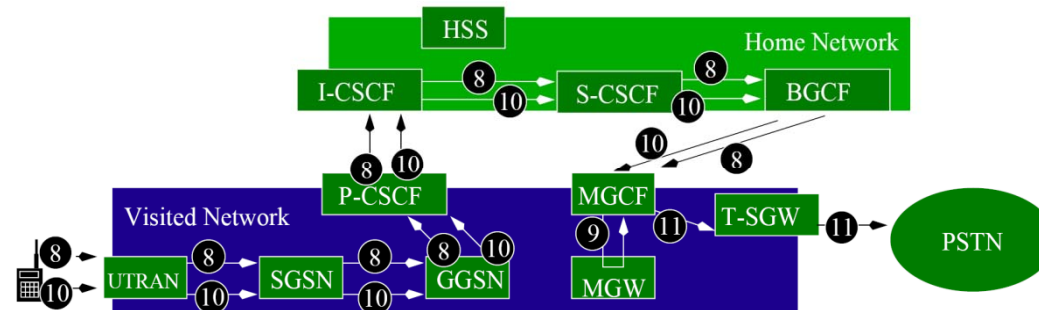 HSS
Home Network
8
8
I-CSCF
S-CSCF
BGCF
10
10
10
8
8
10
P-CSCF
MGCF
Visited Network
T-SGW
9
11
11
PSTN
8
8
8
8
10
UTRAN
SGSN
GGSN
MGW
10
10
10